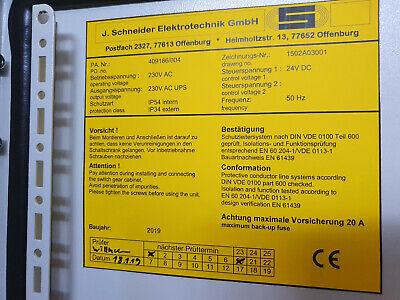 J. Schneider Elektrotechnik GmbH
Postfach 2327, 77613 Offenburg * Helmholtzstr. 13, 77652 Offenburg
PA. Nr.: 409186/004
PO.:no.
Betriebsspannung : 230V AC
operating voltage
Ausgangsspannung: 230V AC UPS
output voltage
Schutzart IP54 intern
protection class IP34 extern
Zeichnungs-Nr.: 1502A03001
drawing no.
Steuerspannung 1 : 24V DC
control voltage 1
Steuerspannung 2 :
control voltage 2
Frequenz: 50 Hz
frequency
Vorsicht !
Beim Montieren und Anschließen ist darauf zu
achten, dass keine Verunreinigungen in den
Schaltschrank gelangen. Vor Inbetriebnahme
Schrauben nachziehen.
Attention !
Pay attention during installing and connecting
the switch gear cabinet.
Avoid penetration of impurities.
Please tighten the screws before using the unit.
Bestätigung
Schutzleitersystem nach DIN VDE 0100 Teil 600
geprüft. Isolations- und Funktionsprüfung
entsprechend EN 60 204-1/VDE 0113-1
Bauartnachweis EN 61439
Conformation
Protective conductor line systems according
DIN VDE 0100 part 600 checked.
Isolation and function tested according to
EN 60 204-1/VDE 0113-1
design verification EN 61439
Achtung maximale Vorsicherung 20 A
maximum back-up fuse
Baujahr: 2019
Prüfer
Datum 18.1.19
nächster Prüftermin
2 3 4 5 6 23 24 25
7 8 9 10 11 12 21 22
17 18 19
CE